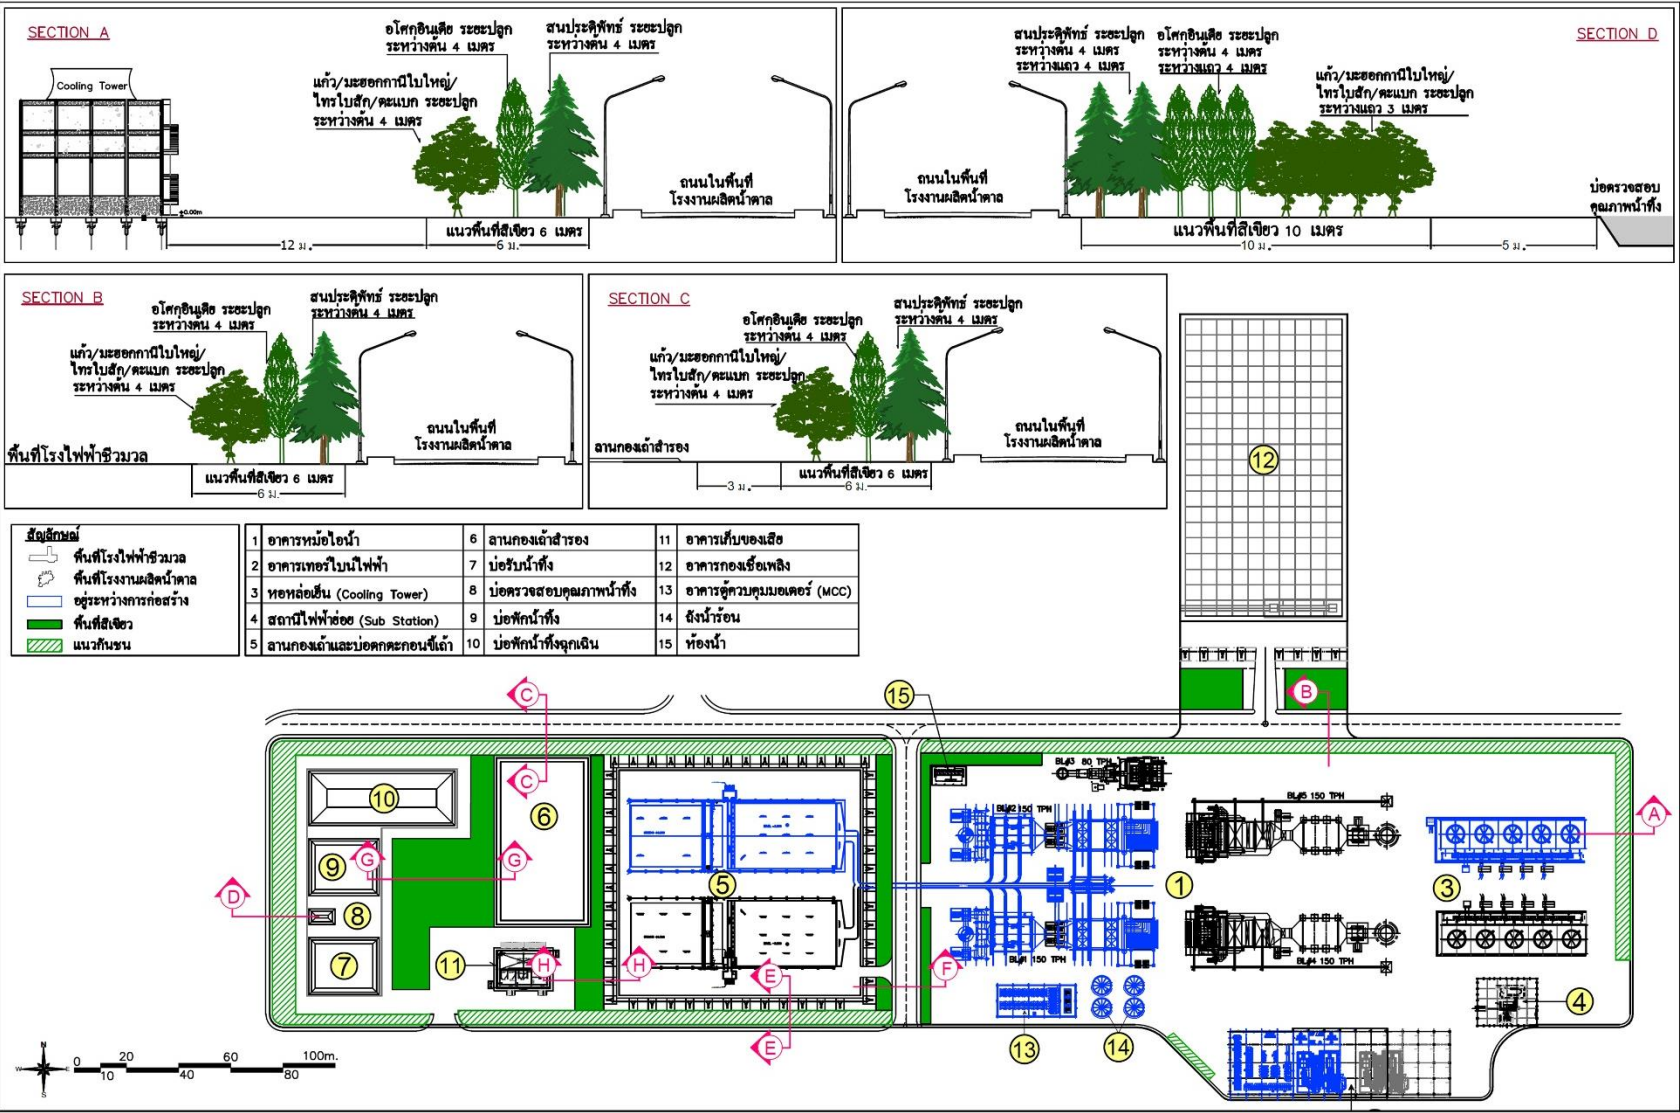 SECTION A
Cooling Tower
±0.00m
แก้ว/มะฮอกกานีใบใหญ่/
ไทรใบสัก/ตะแบก ระยะปลูก
ระหว่างต้น 4 เมตร
อโศกอินเดีย ระยะปลูก
ระหว่างต้น 4 เมตร
สนประดิพัทธ์ ระยะปลูก
ระหว่างต้น 4 เมตร
ถนนในพื้นที่
โรงงานผลิตน้ำตาล
แนวพื้นที่สีเขียว 6 เมตร
12 ม.
6 ม.
SECTION D
ถนนในพื้นที่
โรงงานผลิตน้ำตาล
สนประดิพัทธ์ ระยะปลูก
ระหว่างต้น 4 เมตร
ระหว่างแถว 4 เมตร
อโศกอินเดีย ระยะปลูก
ระหว่างต้น 4 เมตร
ระหว่างแถว 4 เมตร
แก้ว/มะฮอกกานีใบใหญ่/
ไทรใบสัก/ตะแบก ระยะปลูก
ระหว่างแถว 3 เมตร
บ่อตรวจสอบ
คุณภาพน้ำทิ้ง
แนวพื้นที่สีเขียว 10 เมตร
10 ม.
5 ม.
SECTION B
แก้ว/มะฮอกกานีใบใหญ่/
ไทรใบสัก/ตะแบก ระยะปลูก
ระหว่างต้น 4 เมตร
อโศกอินเดีย ระยะปลูก
ระหว่างต้น 4 เมตร
สนประดิพัทธ์ ระยะปลูก
ระหว่างต้น 4 เมตร
ถนนในพื้นที่
โรงงานผลิตน้ำตาล
พื้นที่โรงไฟฟ้าชีวมวล
แนวพื้นที่สีเขียว 6 เมตร
6 ม.
SECTION C
แก้ว/มะฮอกกานีใบใหญ่/
ไทรใบสัก/ตะแบก ระยะปลูก
ระหว่างต้น 4 เมตร
อโศกอินเดีย ระยะปลูก
ระหว่างต้น 4 เมตร
สนประดิพัทธ์ ระยะปลูก
ระหว่างต้น 4 เมตร
ถนนในพื้นที่
โรงงานผลิตน้ำตาล
ลานกองเถ้าสำรอง
แนวพื้นที่สีเขียว 6 เมตร
3 ม.
6 ม.
สัญลักษณ์
พื้นที่โรงไฟฟ้าชีวมวล
พื้นที่โรงงานผลิตน้ำตาล
อยู่ระหว่างการก่อสร้าง
พื้นที่สีเขียว
แนวกันชน
1 อาคารหม้อไอน้ำ
2 อาคารเทอร์ไบน์ไฟฟ้า
3 หอหล่อเย็น (Cooling Tower)
4 สถานีไฟฟ้าย่อย (Sub Station)
5 ลานกองเถ้าและบ่อตกตะกอนขี้เถ้า
6 ลานกองเถ้าสำรอง
7 บ่อรับน้ำทิ้ง
8 บ่อตรวจสอบคุณภาพน้ำทิ้ง
9 บ่อพักน้ำทิ้ง
10 บ่อพักน้ำทิ้งฉุกเฉิน
11 อาคารเก็บของเสีย
12 อาคารกองเชื้อเพลิง
13 อาคารตู้ควบคุมมอเตอร์ (MCC)
14 ถังน้ำร้อน
15 ห้องน้ำ
12
C
15
B
10
C
6
BL#3 80 TPH
BL#2 150 TPH
BL#5 150 TPH
A
9
G
G
5
1
3
D
8
7
11
H
H
E
F
BL#1 150 TPH
BL#4 150 TPH
4
E
13
14
N
W
E
S
0 20 60 100m.
10 40 80